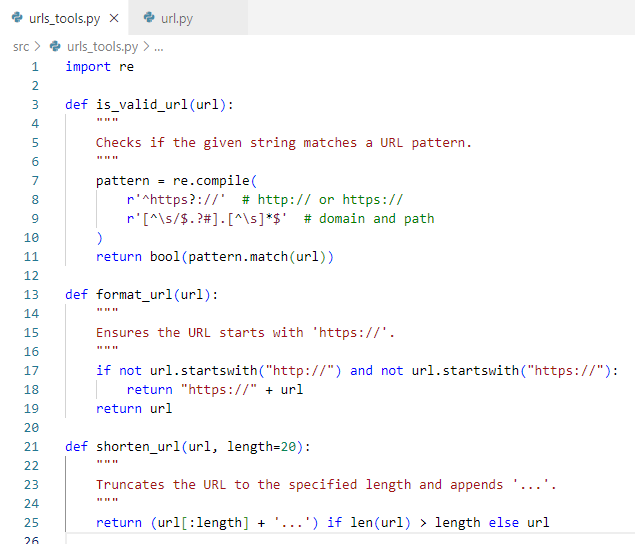 urls_tools.py × url.py
src > urls_tools.py > ...
1 import re
2
3 def is_valid_url(url):
4 """
5 Checks if the given string matches a URL pattern.
6 """
7 pattern = re.compile(
8 r'^https?://' # http:// or https://
9 r'[^\s/$.?#].[^\s]*$' # domain and path
10 )
11 return bool(pattern.match(url))
12
13 def format_url(url):
14 """
15 Ensures the URL starts with 'https://'.
16 """
17 if not url.startswith("http://") and not url.startswith("https://"):
18 return "https://" + url
19 return url
20
21 def shorten_url(url, length=20):
22 """
23 Truncates the URL to the specified length and appends '...'.
24 """
25 return (url[:length] + '...') if len(url) > length else url
26